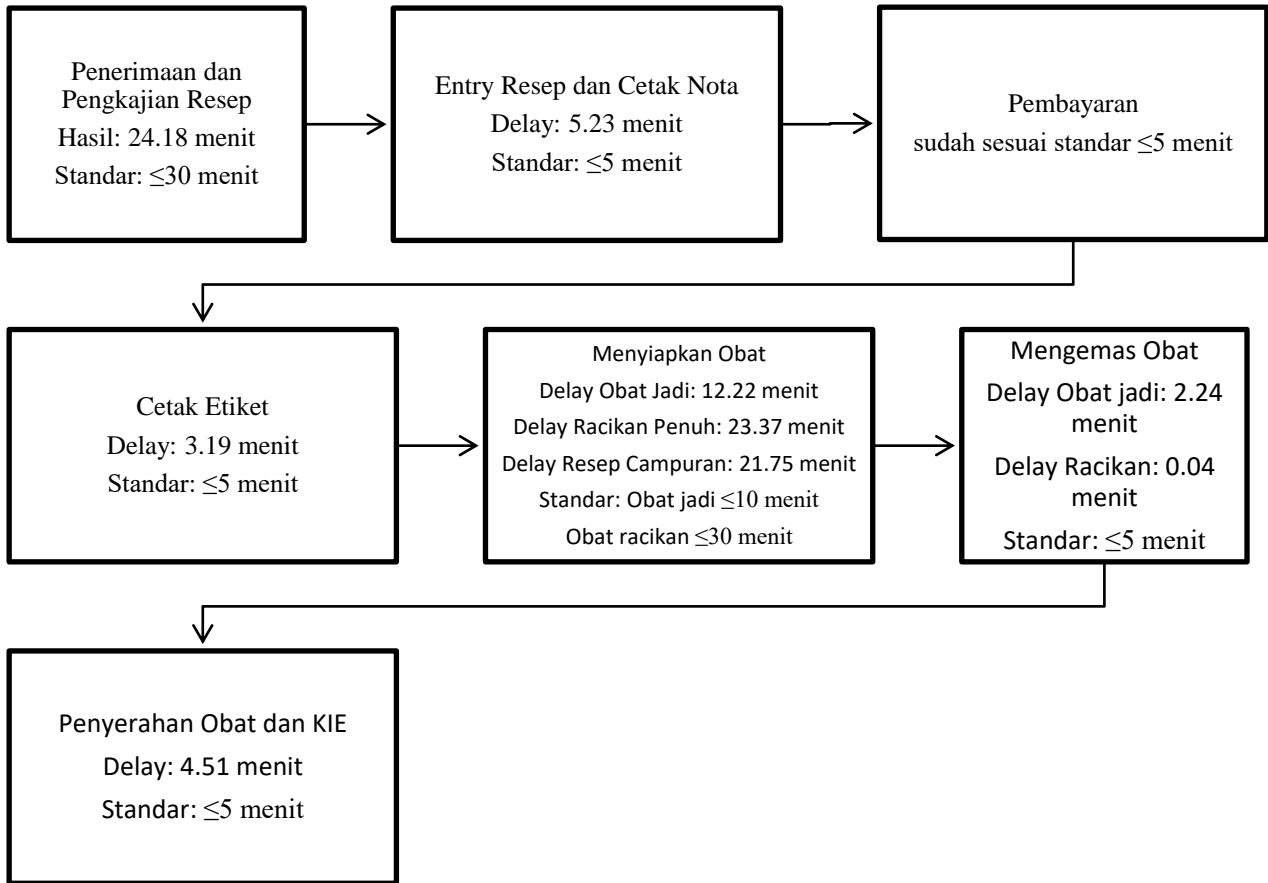 Penerimaan dan
Pengkajian Resep
Hasil: 24.18 menit
Standar: ≤30 menit
Entry Resep dan Cetak Nota
Delay: 5.23 menit
Standar: ≤5 menit
Pembayaran
sudah sesuai standar ≤5 menit
Cetak Etiket
Delay: 3.19 menit
Standar: ≤5 menit
Menyiapkan Obat
Delay Obat Jadi: 12.22 menit
Delay Racikan Penuh: 23.37 menit
Delay Resep Campuran: 21.75 menit
Standar: Obat jadi ≤10 menit
Obat racikan ≤30 menit
Mengemas Obat
Delay Obat jadi: 2.24
menit
Delay Racikan: 0.04
menit
Standar: ≤5 menit
Penyerahan Obat dan KIE
Delay: 4.51 menit
Standar: ≤5 menit